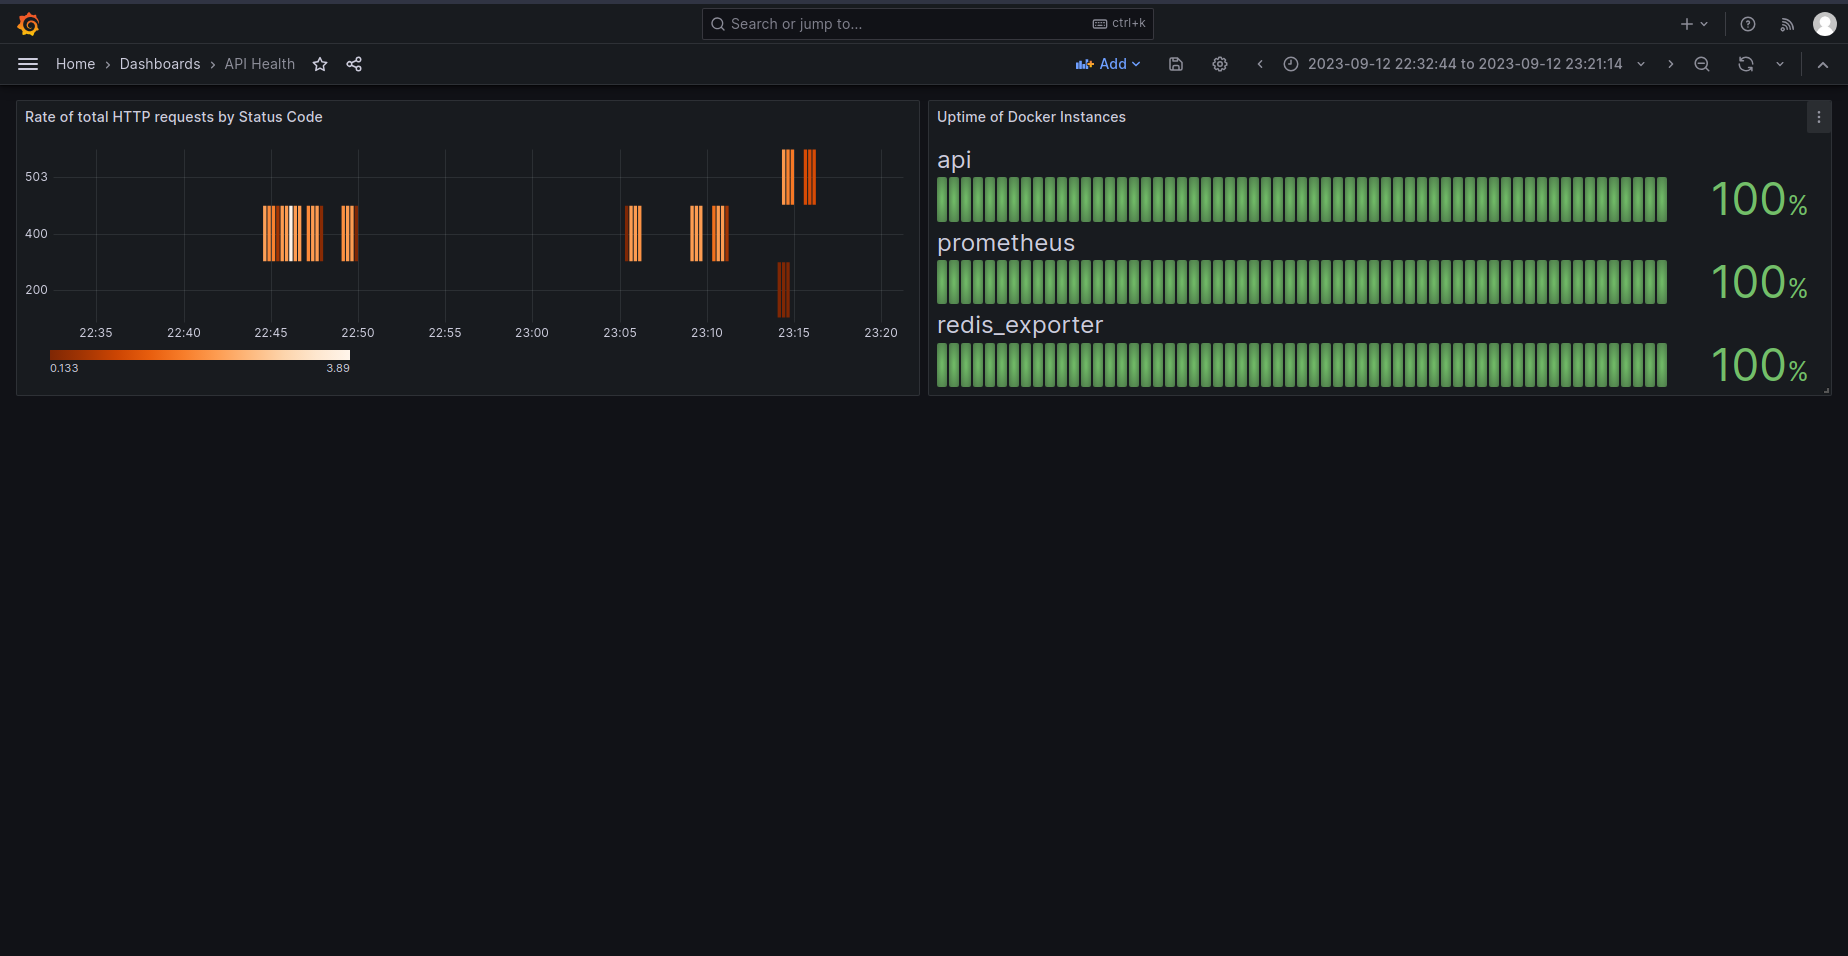 Search or jump to... ctrl+k
Home › Dashboards › API Health Add 2023-09-12 22:32:44 to 2023-09-12 23:21:14
Rate of total HTTP requests by Status Code
503
400
200
22:35 22:40 22:45 22:50 22:55 23:00 23:05 23:10 23:15 23:20
0.133 3.89
Uptime of Docker Instances
api
100%
prometheus
100%
redis_exporter
100%